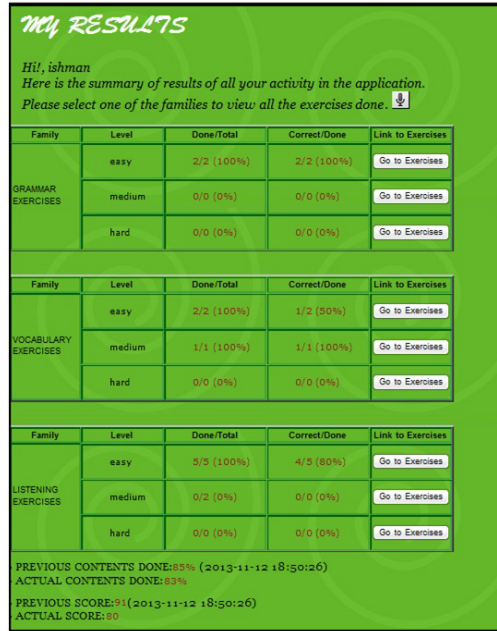 MY RESULTS
Hi!, ishman
Here is the summary of results of all your activity in the application.
Please select one of the families to view all the exercises done.
Family Level Done/Total Correct/Done Link to Exercises
GRAMMAR EXERCISES
easy 2/2 (100%) 2/2 (100%) Go to Exercises
medium 0/0 (0%) 0/0 (0%) Go to Exercises
hard 0/0 (0%) 0/0 (0%) Go to Exercises
Family Level Done/Total Correct/Done Link to Exercises
VOCABULARY EXERCISES
easy 2/2 (100%) 1/2 (50%) Go to Exercises
medium 1/1 (100%) 1/1 (100%) Go to Exercises
hard 0/0 (0%) 0/0 (0%) Go to Exercises
Family Level Done/Total Correct/Done Link to Exercises
LISTENING EXERCISES
easy 5/5 (100%) 4/5 (80%) Go to Exercises
medium 0/2 (0%) 0/0 (0%) Go to Exercises
hard 0/0 (0%) 0/0 (0%) Go to Exercises
PREVIOUS CONTENTS DONE:85% (2013-11-12 18:50:26)
ACTUAL CONTENTS DONE:83%
PREVIOUS SCORE:91(2013-11-12 18:50:26)
ACTUAL SCORE:80